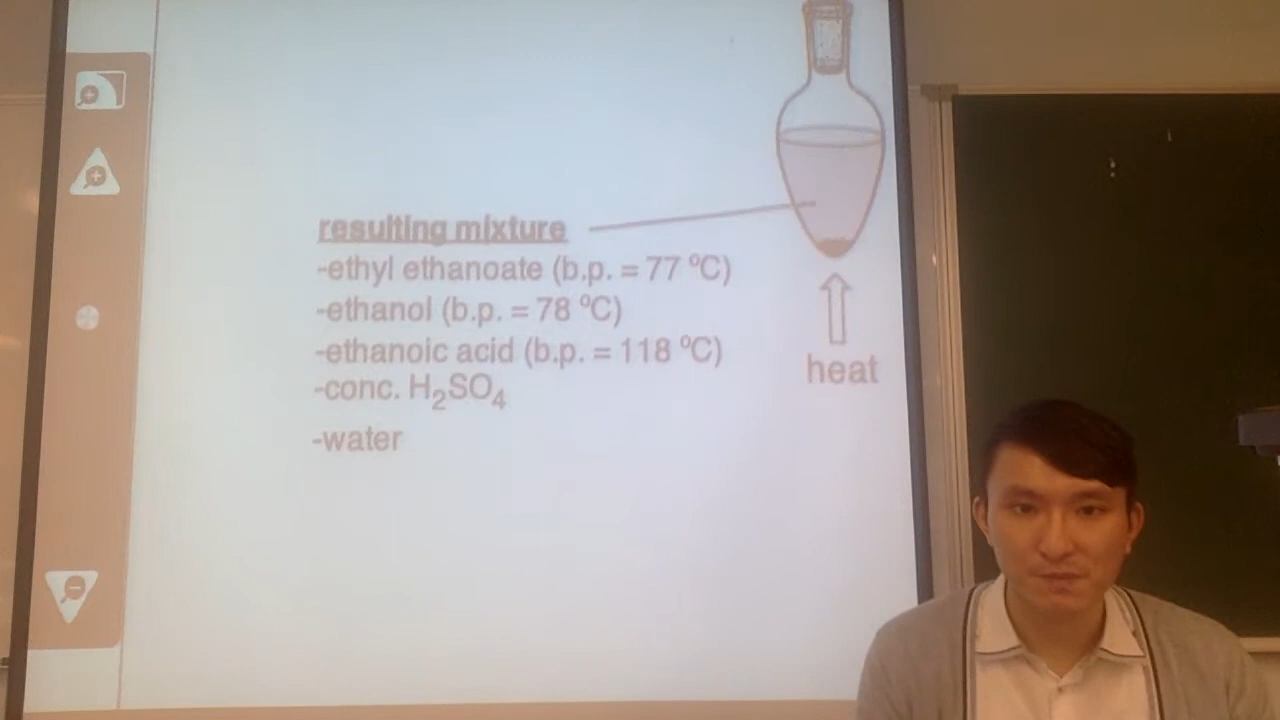 resulting mixture
-ethyl ethanoate (b.p. = 77 ºC)
-ethanol (b.p. = 78 ºC)
-ethanoic acid (b.p. = 118 ºC)
-conc. H₂SO₄
-water
heat